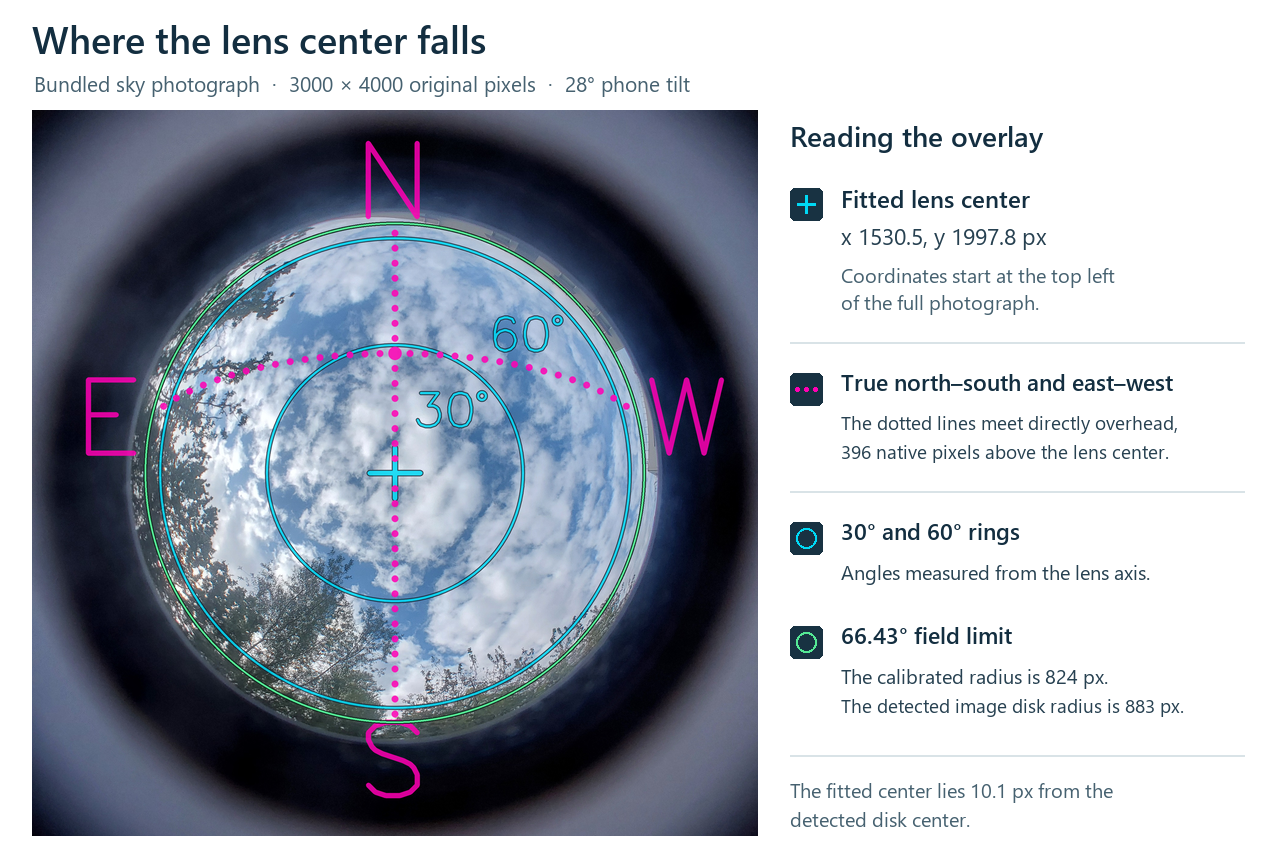 Where the lens center falls
Bundled sky photograph · 3000 × 4000 original pixels · 28° phone tilt
N
60°
30°
E
W
S
Reading the overlay
Fitted lens center
x 1530.5, y 1997.8 px
Coordinates start at the top left
of the full photograph.
True north–south and east–west
The dotted lines meet directly overhead,
396 native pixels above the lens center.
30° and 60° rings
Angles measured from the lens axis.
66.43° field limit
The calibrated radius is 824 px.
The detected image disk radius is 883 px.
The fitted center lies 10.1 px from the
detected disk center.